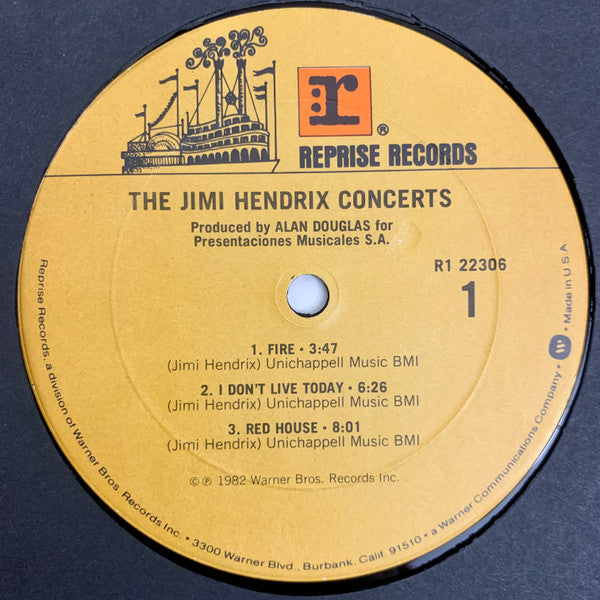 r
®
REPRISE RECORDS
THE JIMI HENDRIX CONCERTS
Produced by ALAN DOUGLAS for
Presentaciones Musicales S.A.
R1 22306
1
1. FIRE • 3:47
(Jimi Hendrix) Unichappell Music BMI
2. I DON'T LIVE TODAY • 6:26
(Jimi Hendrix) Unichappell Music BMI
3. RED HOUSE • 8:01
(Jimi Hendrix) Unichappell Music BMI
© ℗ 1982 Warner Bros. Records Inc.
Reprise Records, a division of Warner Bros. Records Inc. • 3300 Warner Blvd., Burbank, Calif. 91510 • a Warner Communications Company. • W • Made in U S A